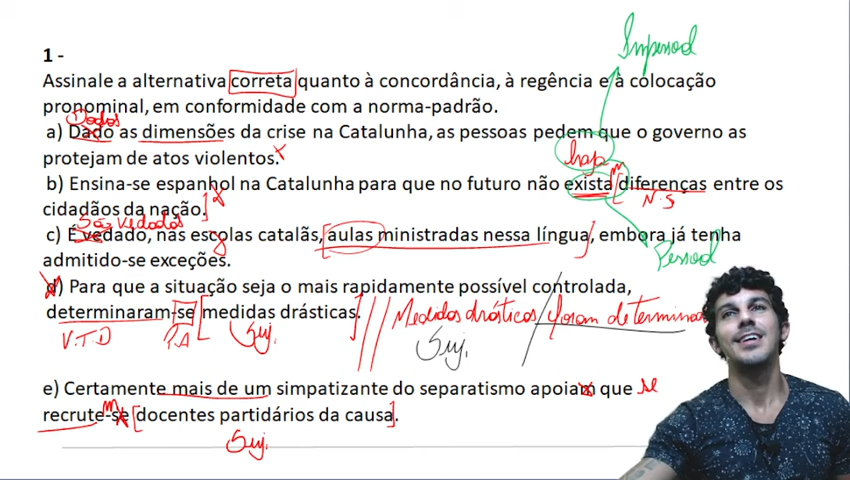 Impessoal
1 -
Assinale a alternativa correta quanto à concordância, à regência e à colocação
pronominal, em conformidade com a norma-padrão.
Dados
a) Dado as dimensões da crise na Catalunha, as pessoas pedem que o governo as
protejam de atos violentos. x
haja
m
b) Ensina-se espanhol na Catalunha para que no futuro não exista diferenças entre os
N.S
cidadãos da nação. x
São vedados
c) É vedado, nas escolas catalãs, aulas ministradas nessa língua, embora já tenha
Pessoal
admitido-se exceções.
d) Para que a situação seja o mais rapidamente possível controlada,
determinaram-se medidas drásticas. Medidas drásticas foram determinadas
V.T.D P.A Suj. Suj.
e) Certamente mais de um simpatizante do separatismo apoiam que se
m
recrute-se docentes partidários da causa.
Suj.